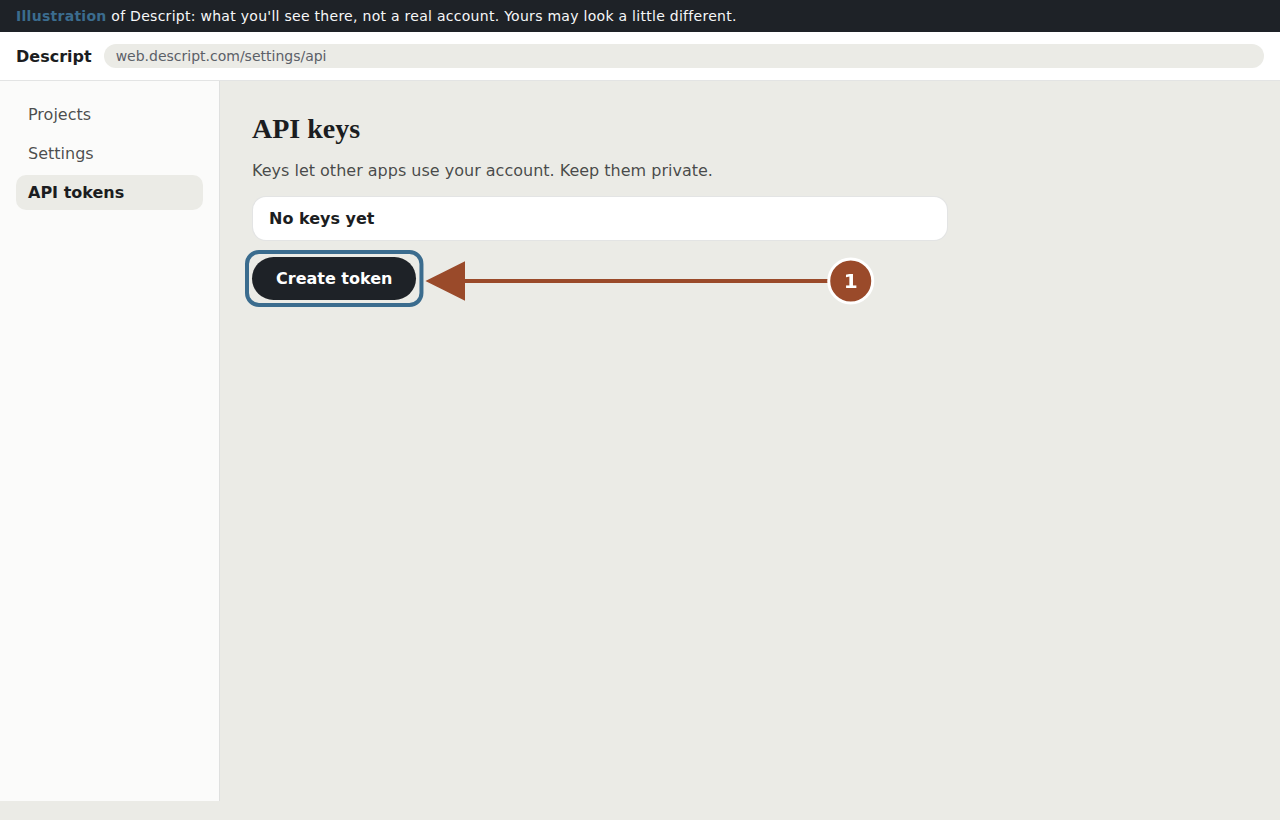 Illustration of Descript: what you'll see there, not a real account. Yours may look a little different.
Descript
web.descript.com/settings/api
Projects
Settings
API tokens
API keys
Keys let other apps use your account. Keep them private.
No keys yet
Create token
1